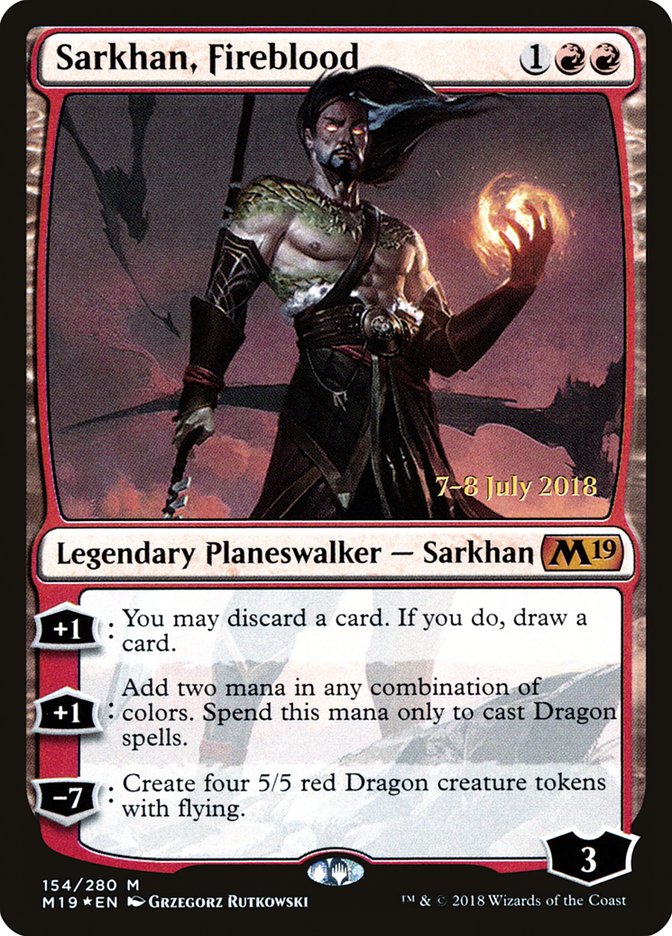 Sarkhan, Fireblood 1
7–8 July 2018
Legendary Planeswalker — Sarkhan M19
+1 : You may discard a card. If you do, draw a
card.
+1 : Add two mana in any combination of
colors. Spend this mana only to cast Dragon
spells.
−7 : Create four 5/5 red Dragon creature tokens
with flying.
3
154/280 M
M19★EN Grzegorz Rutkowski ™ & © 2018 Wizards of the Coast